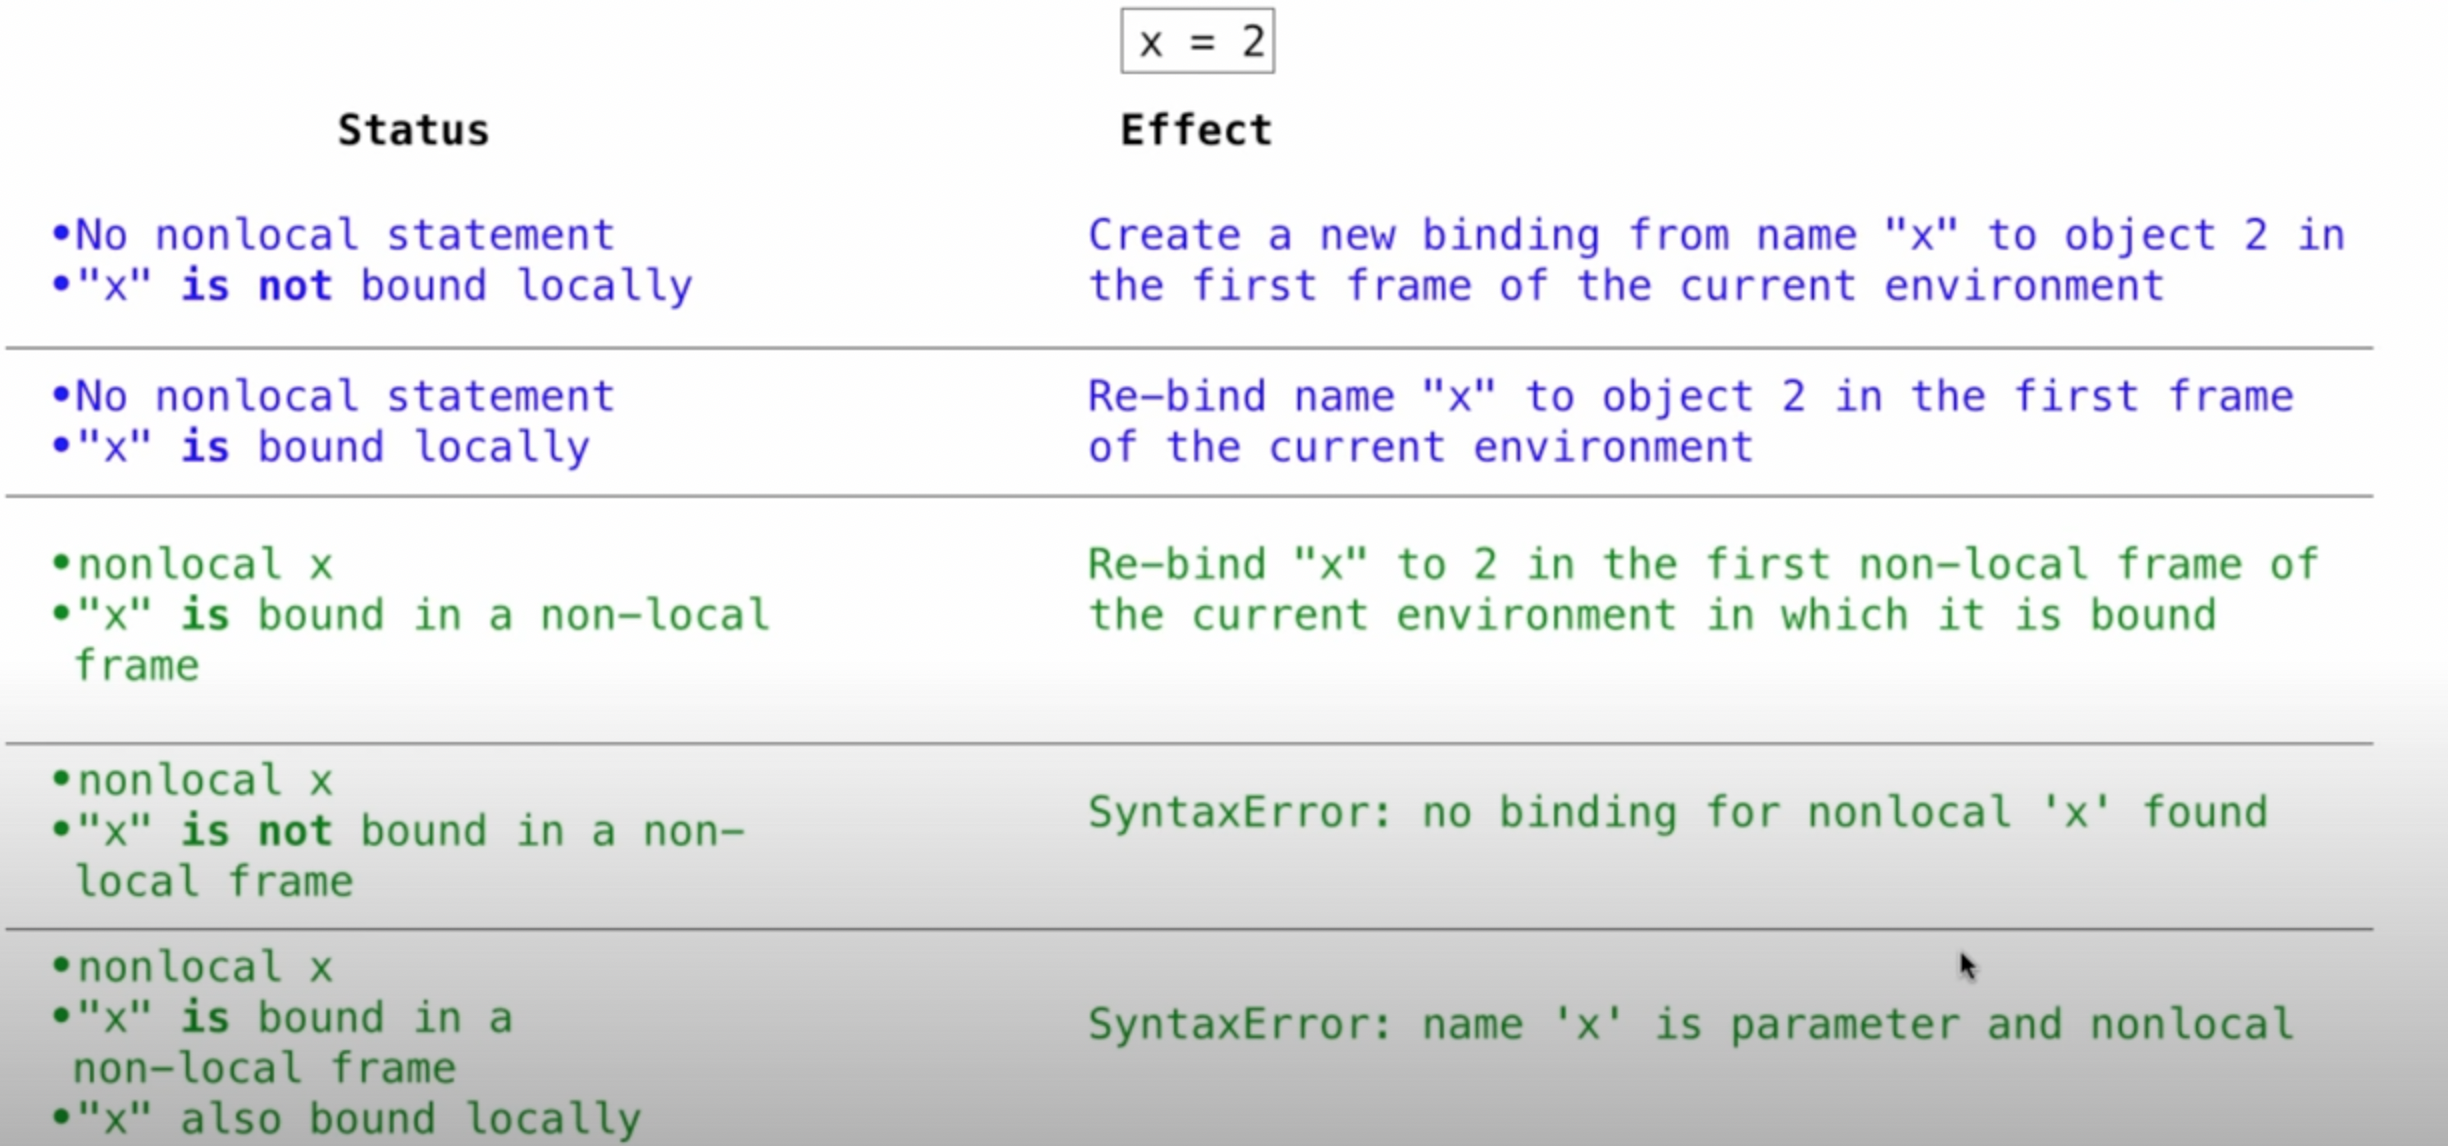 x = 2
Status
Effect
•No nonlocal statement
•"x" is not bound locally
Create a new binding from name "x" to object 2 in
the first frame of the current environment
•No nonlocal statement
•"x" is bound locally
Re–bind name "x" to object 2 in the first frame
of the current environment
•nonlocal x
•"x" is bound in a non–local
frame
Re–bind "x" to 2 in the first non–local frame of
the current environment in which it is bound
•nonlocal x
•"x" is not bound in a non–
local frame
SyntaxError: no binding for nonlocal 'x' found
•nonlocal x
•"x" is bound in a
non–local frame
•"x" also bound locally
SyntaxError: name 'x' is parameter and nonlocal